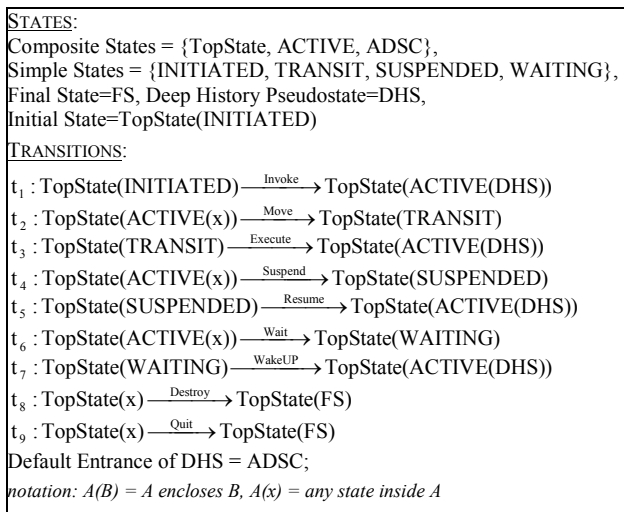 STATES:
Composite States = {TopState, ACTIVE, ADSC},
Simple States = {INITIATED, TRANSIT, SUSPENDED, WAITING},
Final State=FS, Deep History Pseudostate=DHS,
Initial State=TopState(INITIATED)
TRANSITIONS:
t₁ : TopState(INITIATED) —Invoke→ TopState(ACTIVE(DHS))
t₂ : TopState(ACTIVE(x)) —Move→ TopState(TRANSIT)
t₃ : TopState(TRANSIT) —Execute→ TopState(ACTIVE(DHS))
t₄ : TopState(ACTIVE(x)) —Suspend→ TopState(SUSPENDED)
t₅ : TopState(SUSPENDED) —Resume→ TopState(ACTIVE(DHS))
t₆ : TopState(ACTIVE(x)) —Wait→ TopState(WAITING)
t₇ : TopState(WAITING) —WakeUP→ TopState(ACTIVE(DHS))
t₈ : TopState(x) —Destroy→ TopState(FS)
t₉ : TopState(x) —Quit→ TopState(FS)
Default Entrance of DHS = ADSC;
notation: A(B) = A encloses B, A(x) = any state inside A